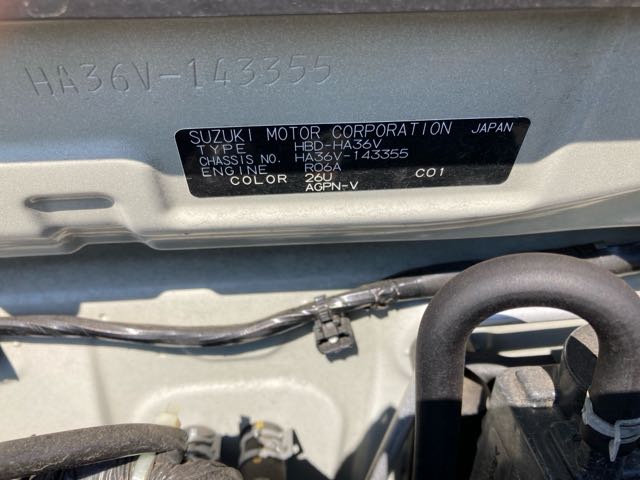 HA36V-143355
SUZUKI MOTOR CORPORATION JAPAN
TYPE HBD-HA36V
CHASSIS NO. HA36V-143355
ENGINE R06A
COLOR 26U C01
AGPN-V